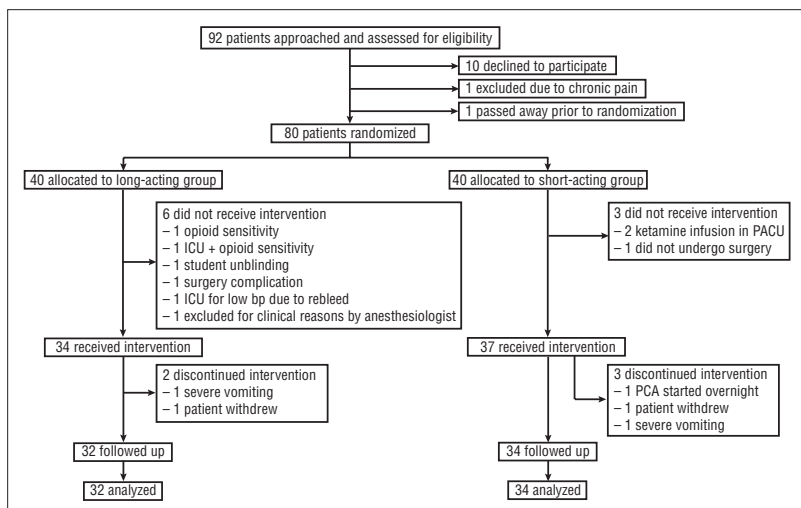 92 patients approached and assessed for eligibility
10 declined to participate
1 excluded due to chronic pain
1 passed away prior to randomization
80 patients randomized
40 allocated to long-acting group
40 allocated to short-acting group
6 did not receive intervention
– 1 opioid sensitivity
– 1 ICU + opioid sensitivity
– 1 student unblinding
– 1 surgery complication
– 1 ICU for low bp due to rebleed
– 1 excluded for clinical reasons by anesthesiologist
3 did not receive intervention
– 2 ketamine infusion in PACU
– 1 did not undergo surgery
34 received intervention
37 received intervention
2 discontinued intervention
– 1 severe vomiting
– 1 patient withdrew
3 discontinued intervention
– 1 PCA started overnight
– 1 patient withdrew
– 1 severe vomiting
32 followed up
34 followed up
32 analyzed
34 analyzed